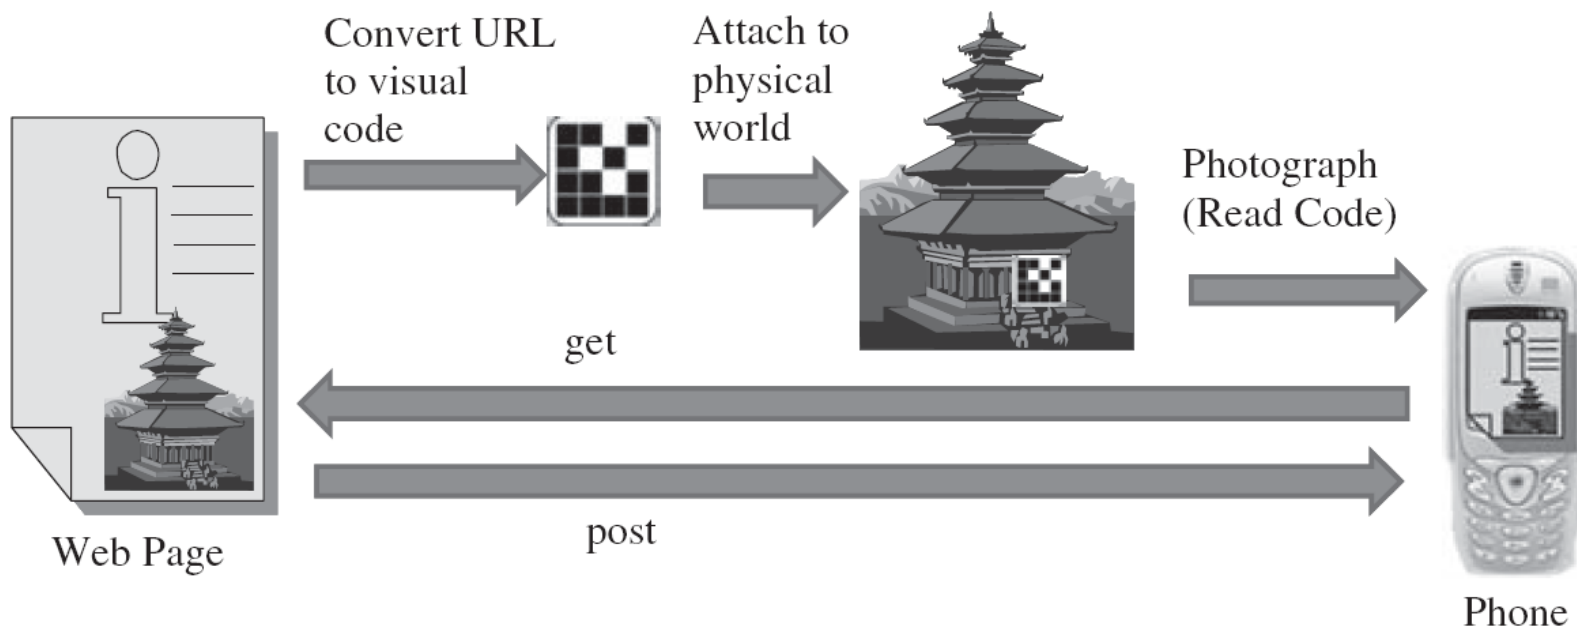 Convert URL
to visual
code
Attach to
physical
world
Photograph
(Read Code)
get
post
Web Page
Phone